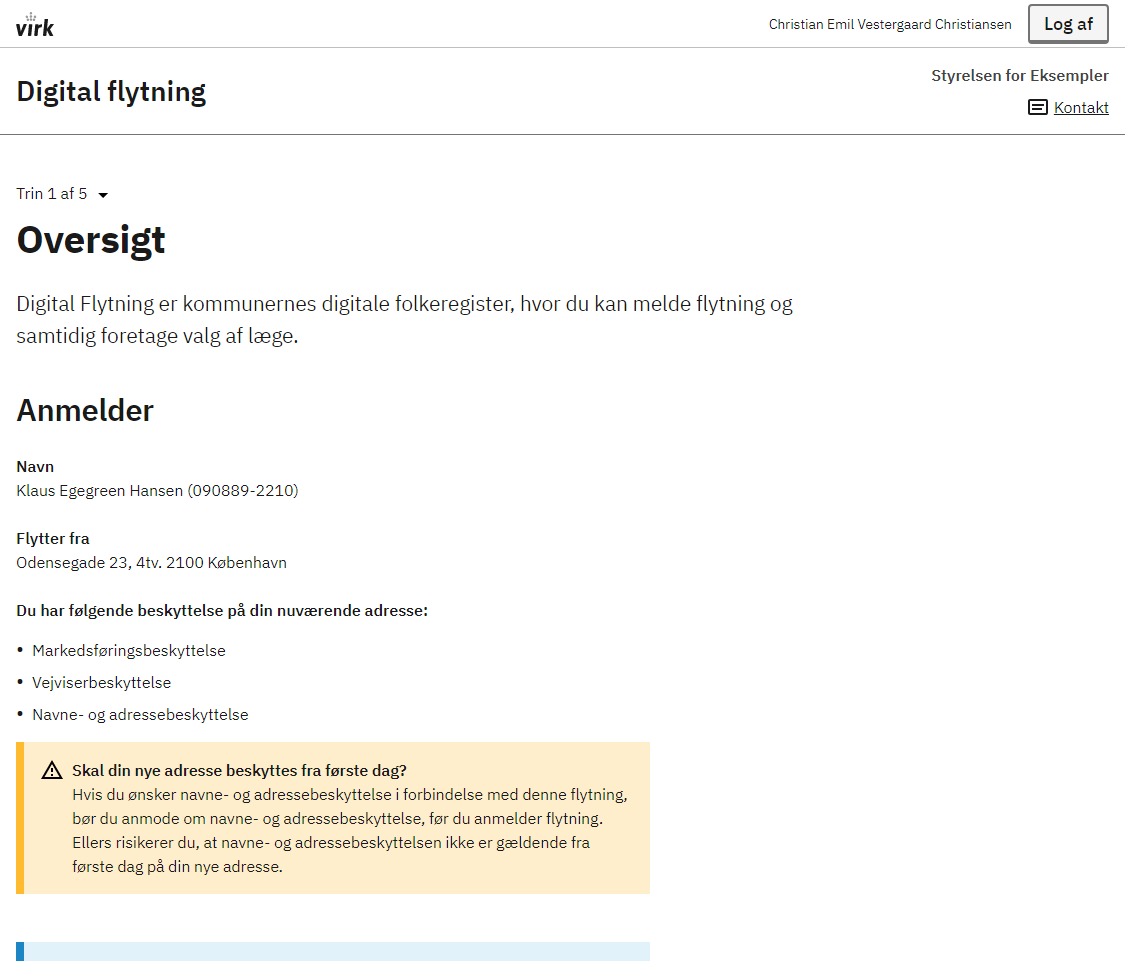 virk
Christian Emil Vestergaard Christiansen
Log af
Digital flytning
Styrelsen for Eksempler
Kontakt
Trin 1 af 5
Oversigt
Digital Flytning er kommunernes digitale folkeregister, hvor du kan melde flytning og
samtidig foretage valg af læge.
Anmelder
Navn
Klaus Egegreen Hansen (090889-2210)
Flytter fra
Odensegade 23, 4tv. 2100 København
Du har følgende beskyttelse på din nuværende adresse:
• Markedsføringsbeskyttelse
• Vejviserbeskyttelse
• Navne- og adressebeskyttelse
Skal din nye adresse beskyttes fra første dag?
Hvis du ønsker navne- og adressebeskyttelse i forbindelse med denne flytning,
bør du anmode om navne- og adressebeskyttelse, før du anmelder flytning.
Ellers risikerer du, at navne- og adressebeskyttelsen ikke er gældende fra
første dag på din nye adresse.